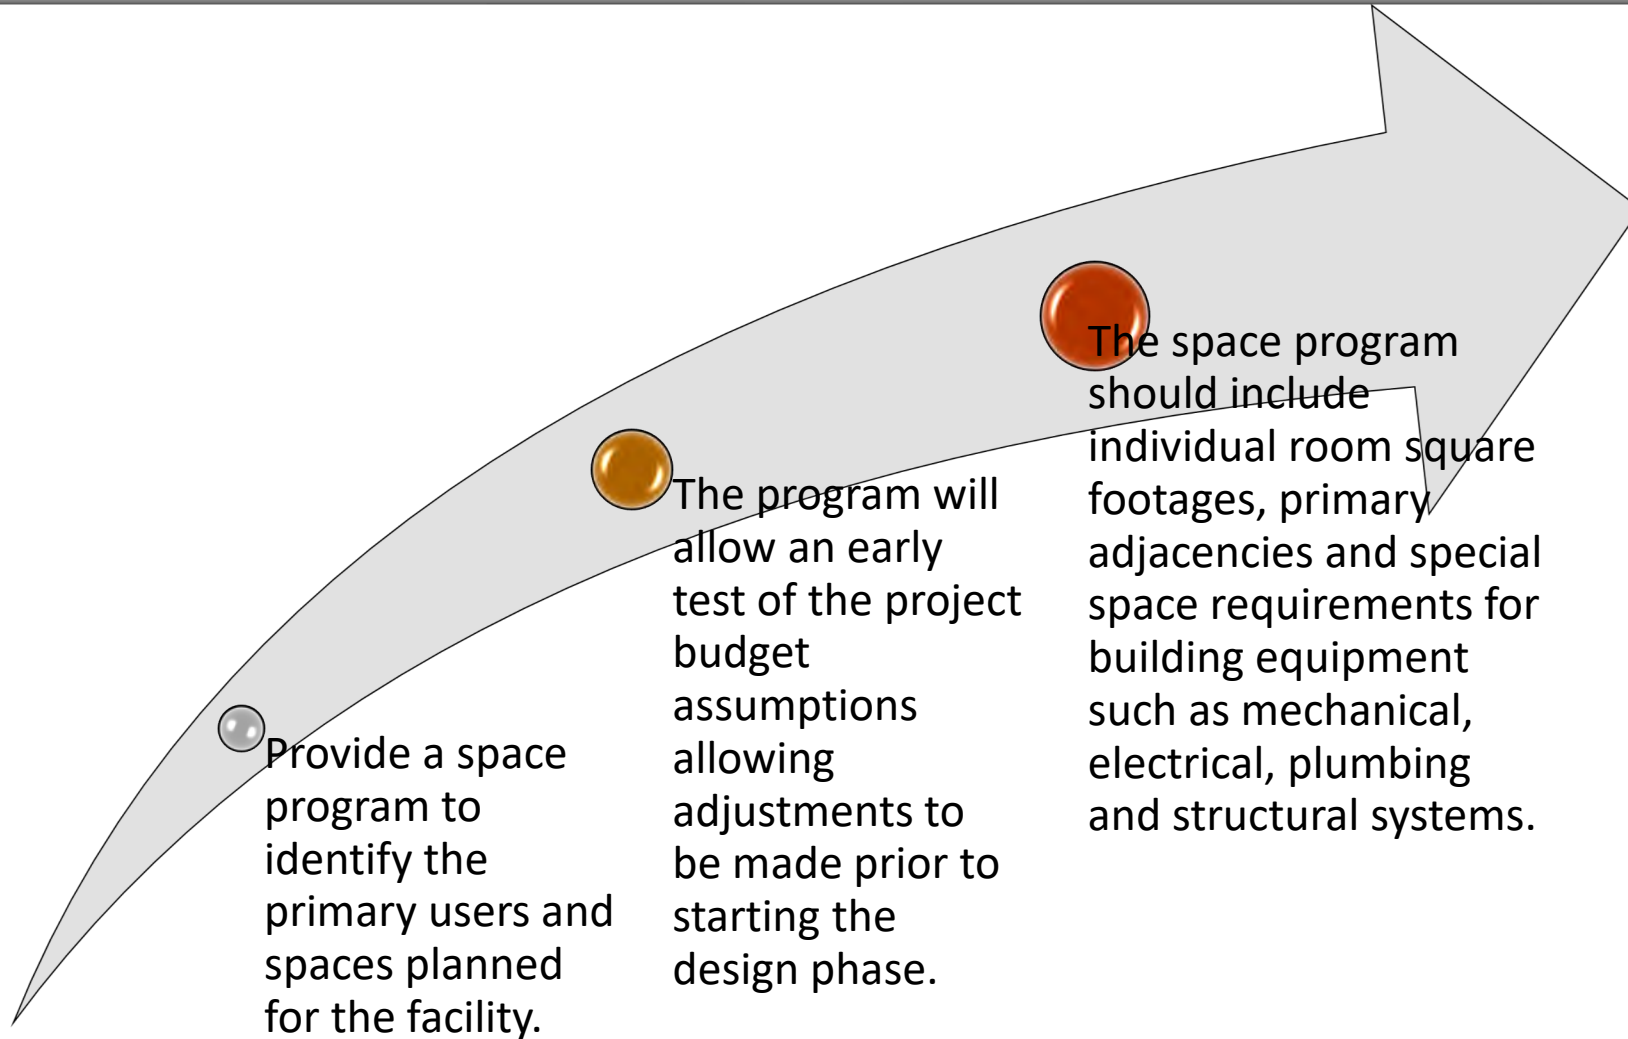 Provide a space
program to
identify the
primary users and
spaces planned
for the facility.
The program will
allow an early
test of the project
budget
assumptions
allowing
adjustments to
be made prior to
starting the
design phase.
The space program
should include
individual room square
footages, primary
adjacencies and special
space requirements for
building equipment
such as mechanical,
electrical, plumbing
and structural systems.